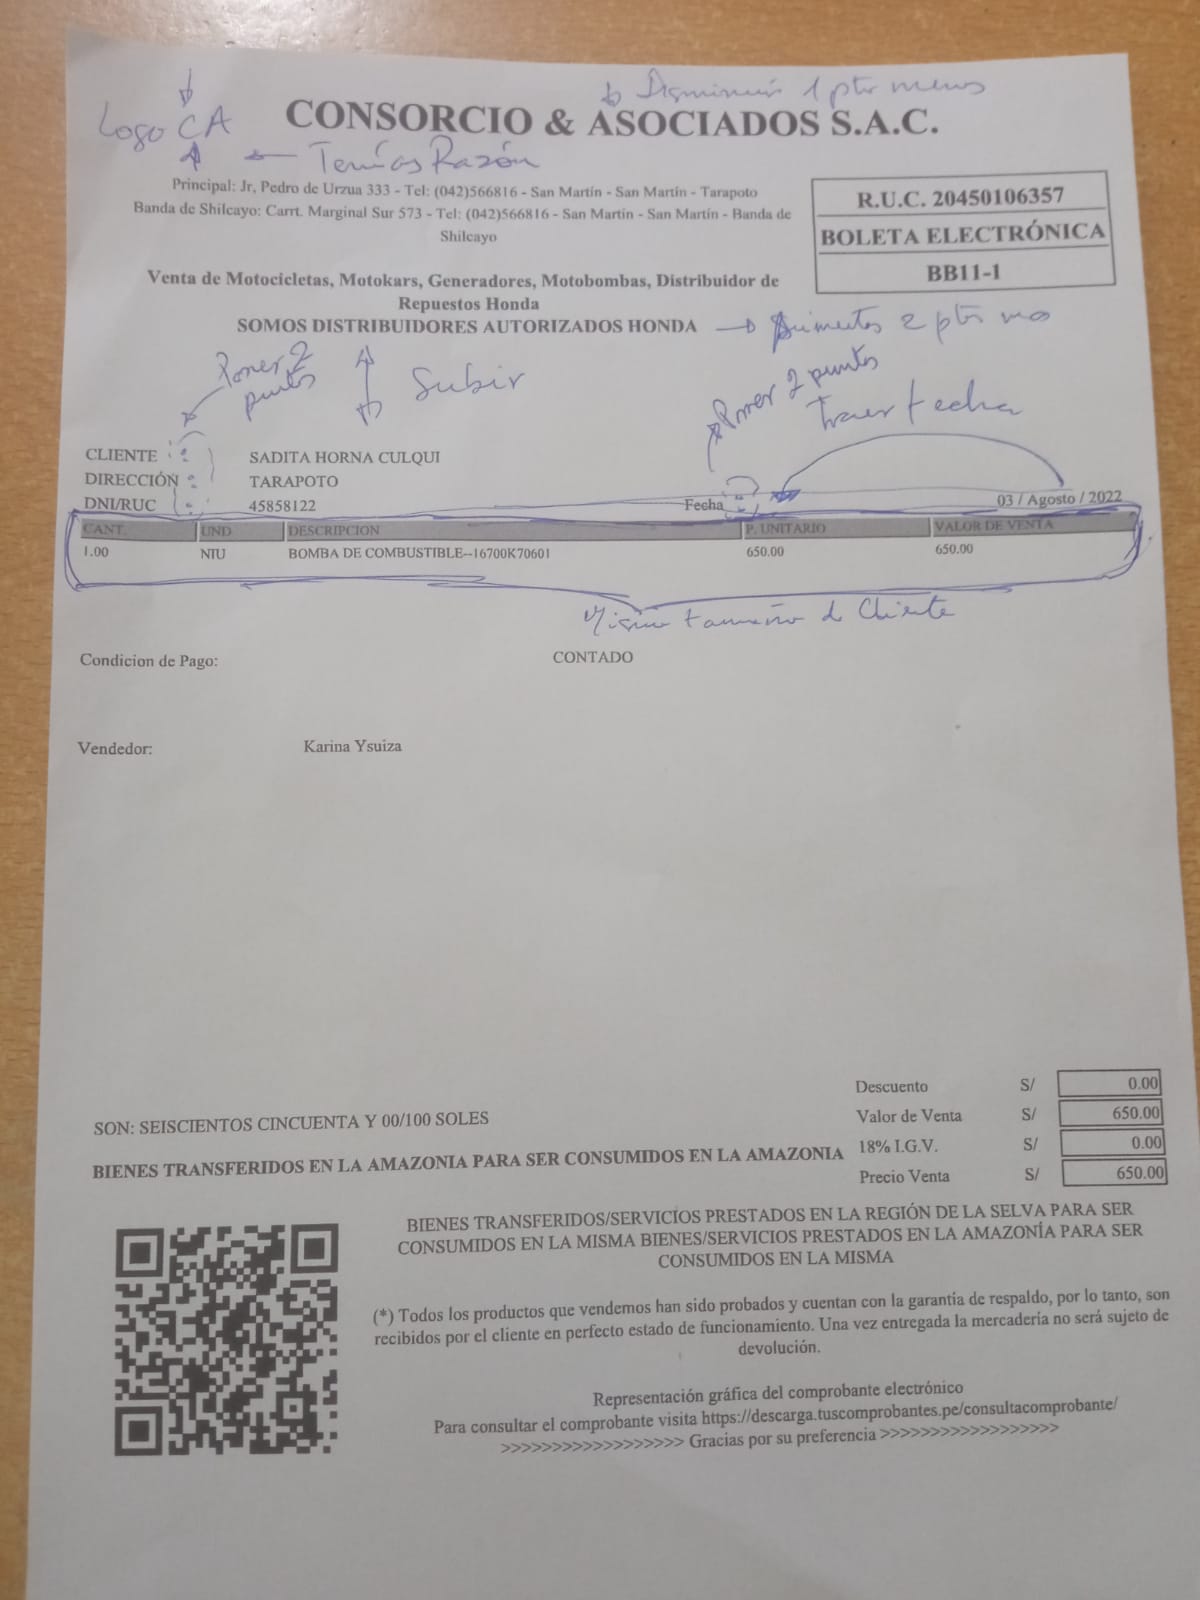 Disminuir 1 pto menos
Logo CA
CONSORCIO & ASOCIADOS S.A.C.
Tenías Razón
Principal: Jr, Pedro de Urzua 333 - Tel: (042)566816 - San Martín - San Martín - Tarapoto
Banda de Shilcayo: Carrt. Marginal Sur 573 - Tel: (042)566816 - San Martín - San Martín - Banda de
Shilcayo
R.U.C. 20450106357
BOLETA ELECTRÓNICA
BB11-1
Venta de Motocicletas, Motokars, Generadores, Motobombas, Distribuidor de
Repuestos Honda
SOMOS DISTRIBUIDORES AUTORIZADOS HONDA
2 pto mas
Poner 2
puntos
Subir
Poner 2 puntos
Traer fecha
CLIENTE : SADITA HORNA CULQUI
DIRECCIÓN : TARAPOTO
DNI/RUC : 45858122
Fecha : 03 / Agosto / 2022
CANT. UND DESCRIPCION P. UNITARIO VALOR DE VENTA
1.00 NIU BOMBA DE COMBUSTIBLE--16700K70601 650.00 650.00
Mismo tamaño de Cliente
Condicion de Pago: CONTADO
Vendedor: Karina Ysuiza
Descuento S/ 0.00
SON: SEISCIENTOS CINCUENTA Y 00/100 SOLES
Valor de Venta S/ 650.00
18% I.G.V. S/ 0.00
BIENES TRANSFERIDOS EN LA AMAZONIA PARA SER CONSUMIDOS EN LA AMAZONIA
Precio Venta S/ 650.00
BIENES TRANSFERIDOS/SERVICIOS PRESTADOS EN LA REGIÓN DE LA SELVA PARA SER
CONSUMIDOS EN LA MISMA BIENES/SERVICIOS PRESTADOS EN LA AMAZONÍA PARA SER
CONSUMIDOS EN LA MISMA
(*) Todos los productos que vendemos han sido probados y cuentan con la garantía de respaldo, por lo tanto, son
recibidos por el cliente en perfecto estado de funcionamiento. Una vez entregada la mercadería no será sujeto de
devolución.
Representación gráfica del comprobante electrónico
Para consultar el comprobante visita https://descarga.tuscomprobantes.pe/consultacomprobante/
>>>>>>>>>>>>>>>>>> Gracias por su preferencia >>>>>>>>>>>>>>>>>>